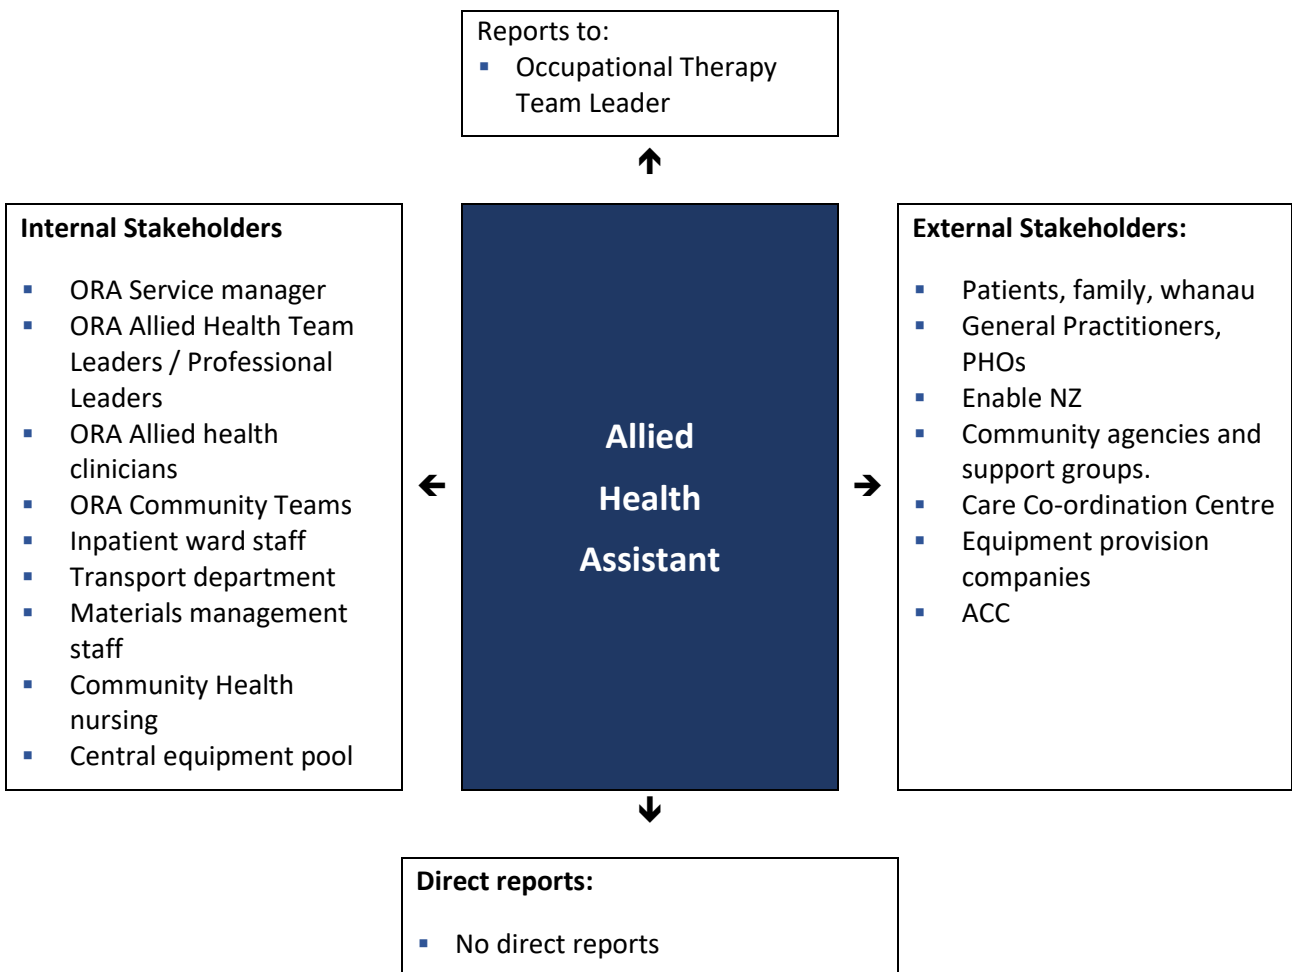 Reports to:
▪ Occupational Therapy
Team Leader
Internal Stakeholders
▪ ORA Service manager
▪ ORA Allied Health Team
Leaders / Professional
Leaders
▪ ORA Allied health
clinicians
▪ ORA Community Teams
▪ Inpatient ward staff
▪ Transport department
▪ Materials management
staff
▪ Community Health
nursing
▪ Central equipment pool
Allied
Health
Assistant
External Stakeholders:
▪ Patients, family, whanau
▪ General Practitioners,
PHOs
▪ Enable NZ
▪ Community agencies and
support groups.
▪ Care Co-ordination Centre
▪ Equipment provision
companies
▪ ACC
Direct reports:
▪ No direct reports